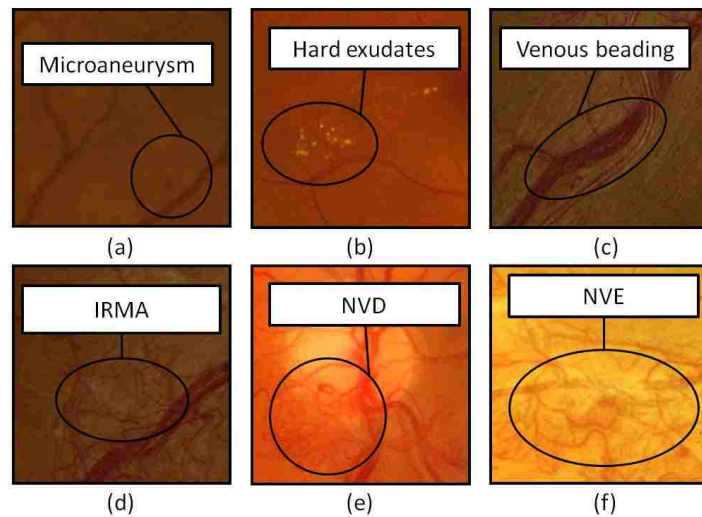 Microaneurysm
Hard exudates
Venous beading
(a)
(b)
(c)
IRMA
NVD
NVE
(d)
(e)
(f)